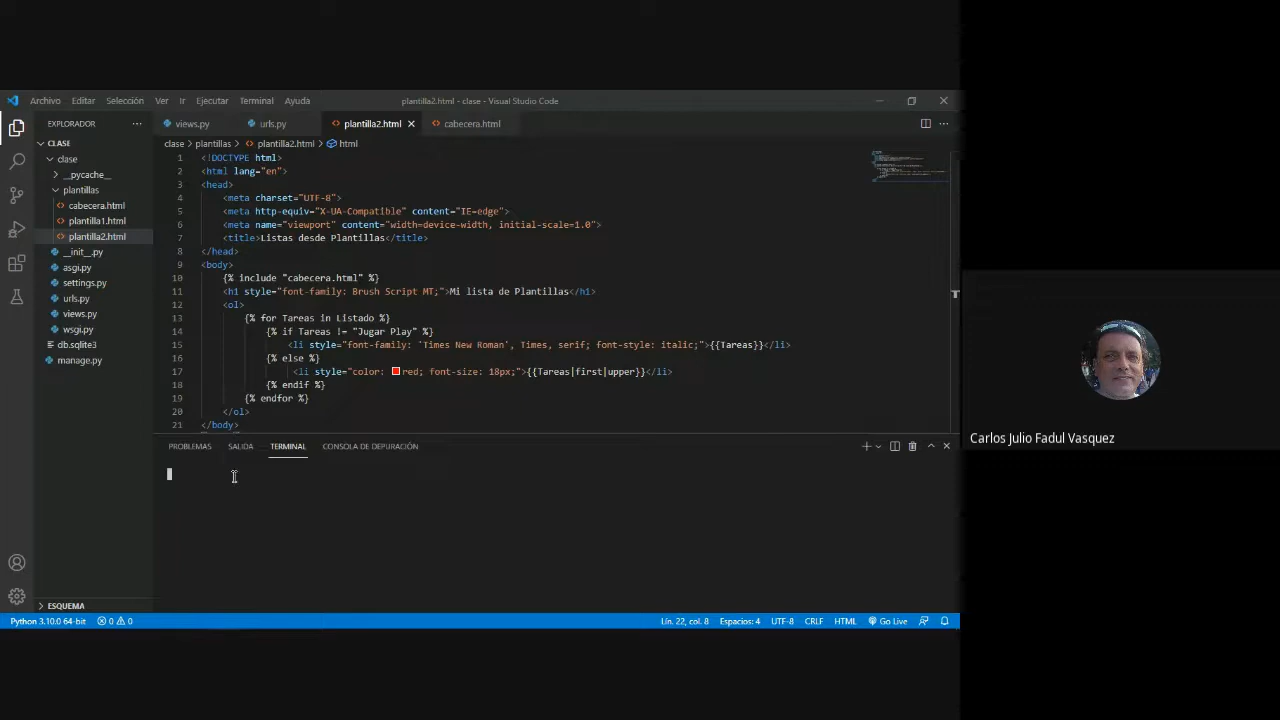 Archivo Editar Selección Ver Ir Ejecutar Terminal Ayuda
plantilla2.html - clase - Visual Studio Code
EXPLORADOR
views.py
urls.py
plantilla2.html
cabecera.html
CLASE
clase
__pycache__
plantillas
cabecera.html
plantilla1.html
plantilla2.html
__init__.py
asgi.py
settings.py
urls.py
views.py
wsgi.py
db.sqlite3
manage.py
ESQUEMA
clase > plantillas > plantilla2.html > html
1 <!DOCTYPE html>
2 <html lang="en">
3 <head>
4 <meta charset="UTF-8">
5 <meta http-equiv="X-UA-Compatible" content="IE=edge">
6 <meta name="viewport" content="width=device-width, initial-scale=1.0">
7 <title>Listas desde Plantillas</title>
8 </head>
9 <body>
10 {% include "cabecera.html" %}
11 <h1 style="font-family: Brush Script MT;">Mi lista de Plantillas</h1>
12 <ol>
13 {% for Tareas in Listado %}
14 {% if Tareas != "Jugar Play" %}
15 <li style="font-family: 'Times New Roman', Times, serif; font-style: italic;">{{Tareas}}</li>
16 {% else %}
17 <li style="color: red; font-size: 18px;">{{Tareas|first|upper}}</li>
18 {% endif %}
19 {% endfor %}
20 </ol>
21 </body>
PROBLEMAS SALIDA TERMINAL CONSOLA DE DEPURACIÓN
Python 3.10.0 64-bit 0 0
Lín. 22, col. 8 Espacios: 4 UTF-8 CRLF HTML Go Live
Carlos Julio Fadul Vasquez